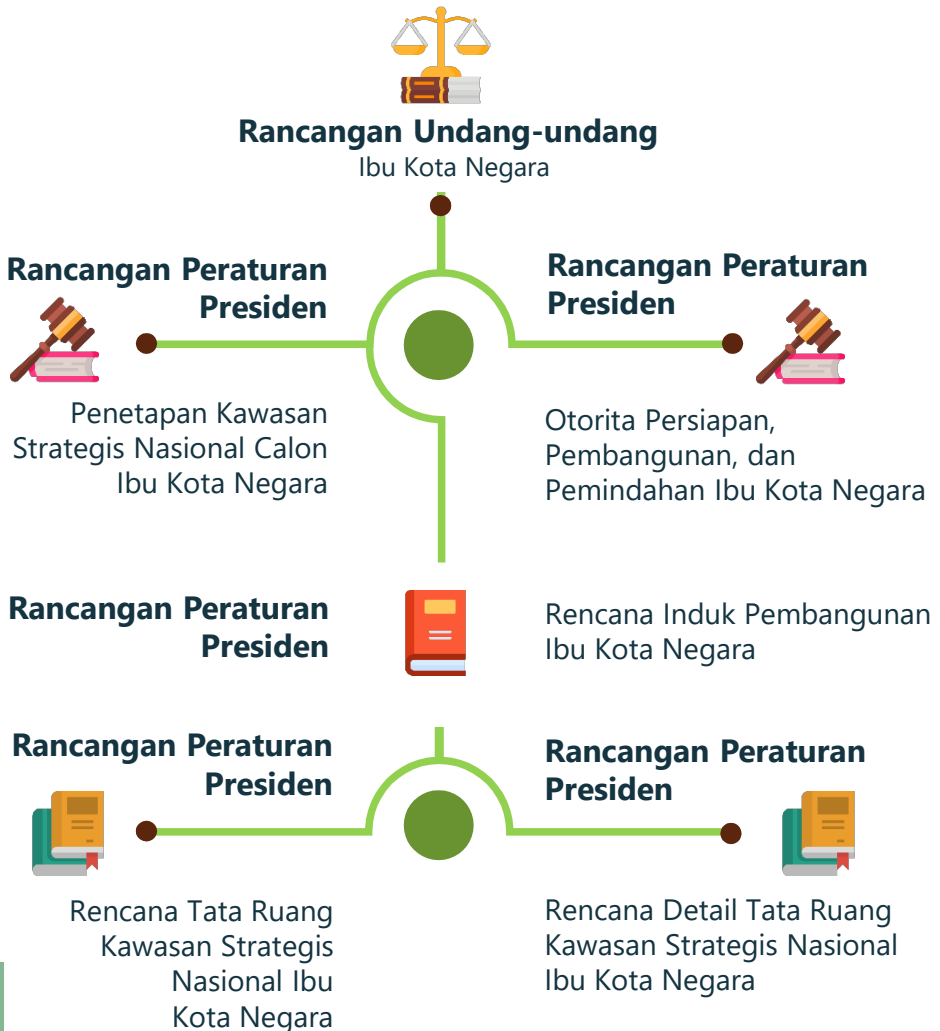 Rancangan Undang-undang
Ibu Kota Negara
Rancangan Peraturan
Presiden
Penetapan Kawasan
Strategis Nasional Calon
Ibu Kota Negara
Rancangan Peraturan
Presiden
Otorita Persiapan,
Pembangunan, dan
Pemindahan Ibu Kota Negara
Rancangan Peraturan
Presiden
Rencana Induk Pembangunan
Ibu Kota Negara
Rancangan Peraturan
Presiden
Rencana Tata Ruang
Kawasan Strategis
Nasional Ibu
Kota Negara
Rancangan Peraturan
Presiden
Rencana Detail Tata Ruang
Kawasan Strategis Nasional
Ibu Kota Negara